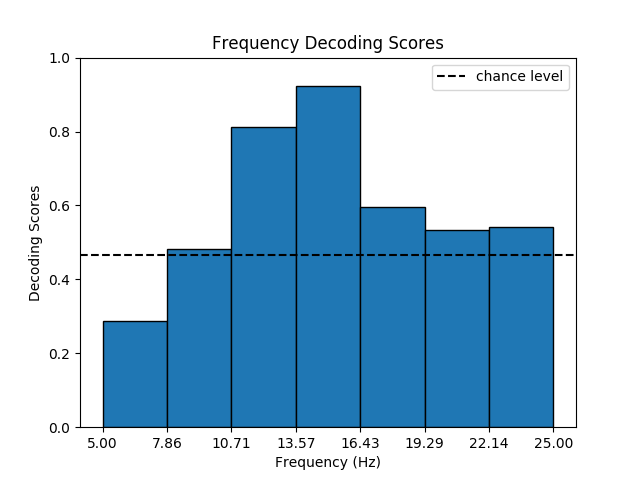 Frequency Decoding Scores
chance level
1.0
0.8
0.6
0.4
0.2
0.0
Decoding Scores
5.00 7.86 10.71 13.57 16.43 19.29 22.14 25.00
Frequency (Hz)